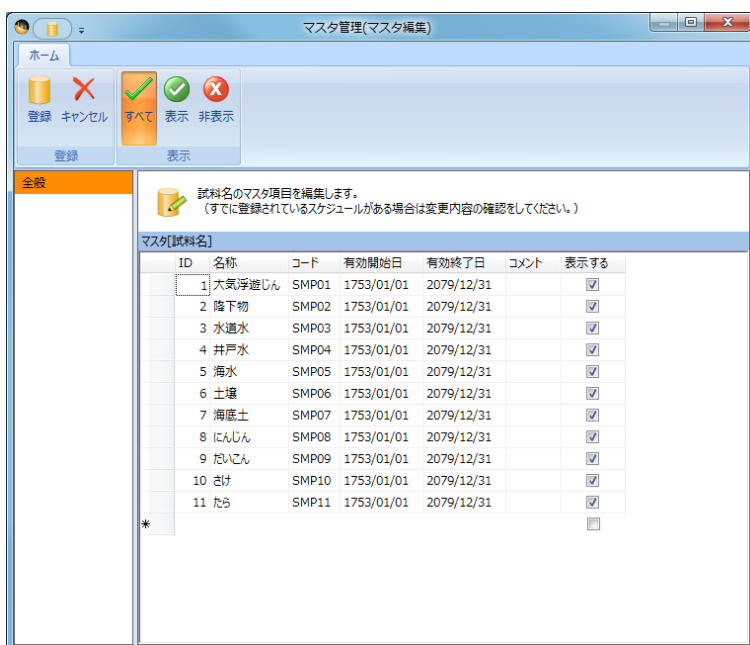 マスタ管理(マスタ編集)
ホーム
登録 キャンセル すべて 表示 非表示
登録 表示
全般
試料名のマスタ項目を編集します。
(すでに登録されているスケジュールがある場合は変更内容の確認をしてください。)
マスタ[試料名]
ID 名称 コード 有効開始日 有効終了日 コメント 表示する
1 大気浮遊じん SMP01 1753/01/01 2079/12/31
2 降下物 SMP02 1753/01/01 2079/12/31
3 水道水 SMP03 1753/01/01 2079/12/31
4 井戸水 SMP04 1753/01/01 2079/12/31
5 海水 SMP05 1753/01/01 2079/12/31
6 土壌 SMP06 1753/01/01 2079/12/31
7 海底土 SMP07 1753/01/01 2079/12/31
8 にんじん SMP08 1753/01/01 2079/12/31
9 だいこん SMP09 1753/01/01 2079/12/31
10 さけ SMP10 1753/01/01 2079/12/31
11 たら SMP11 1753/01/01 2079/12/31